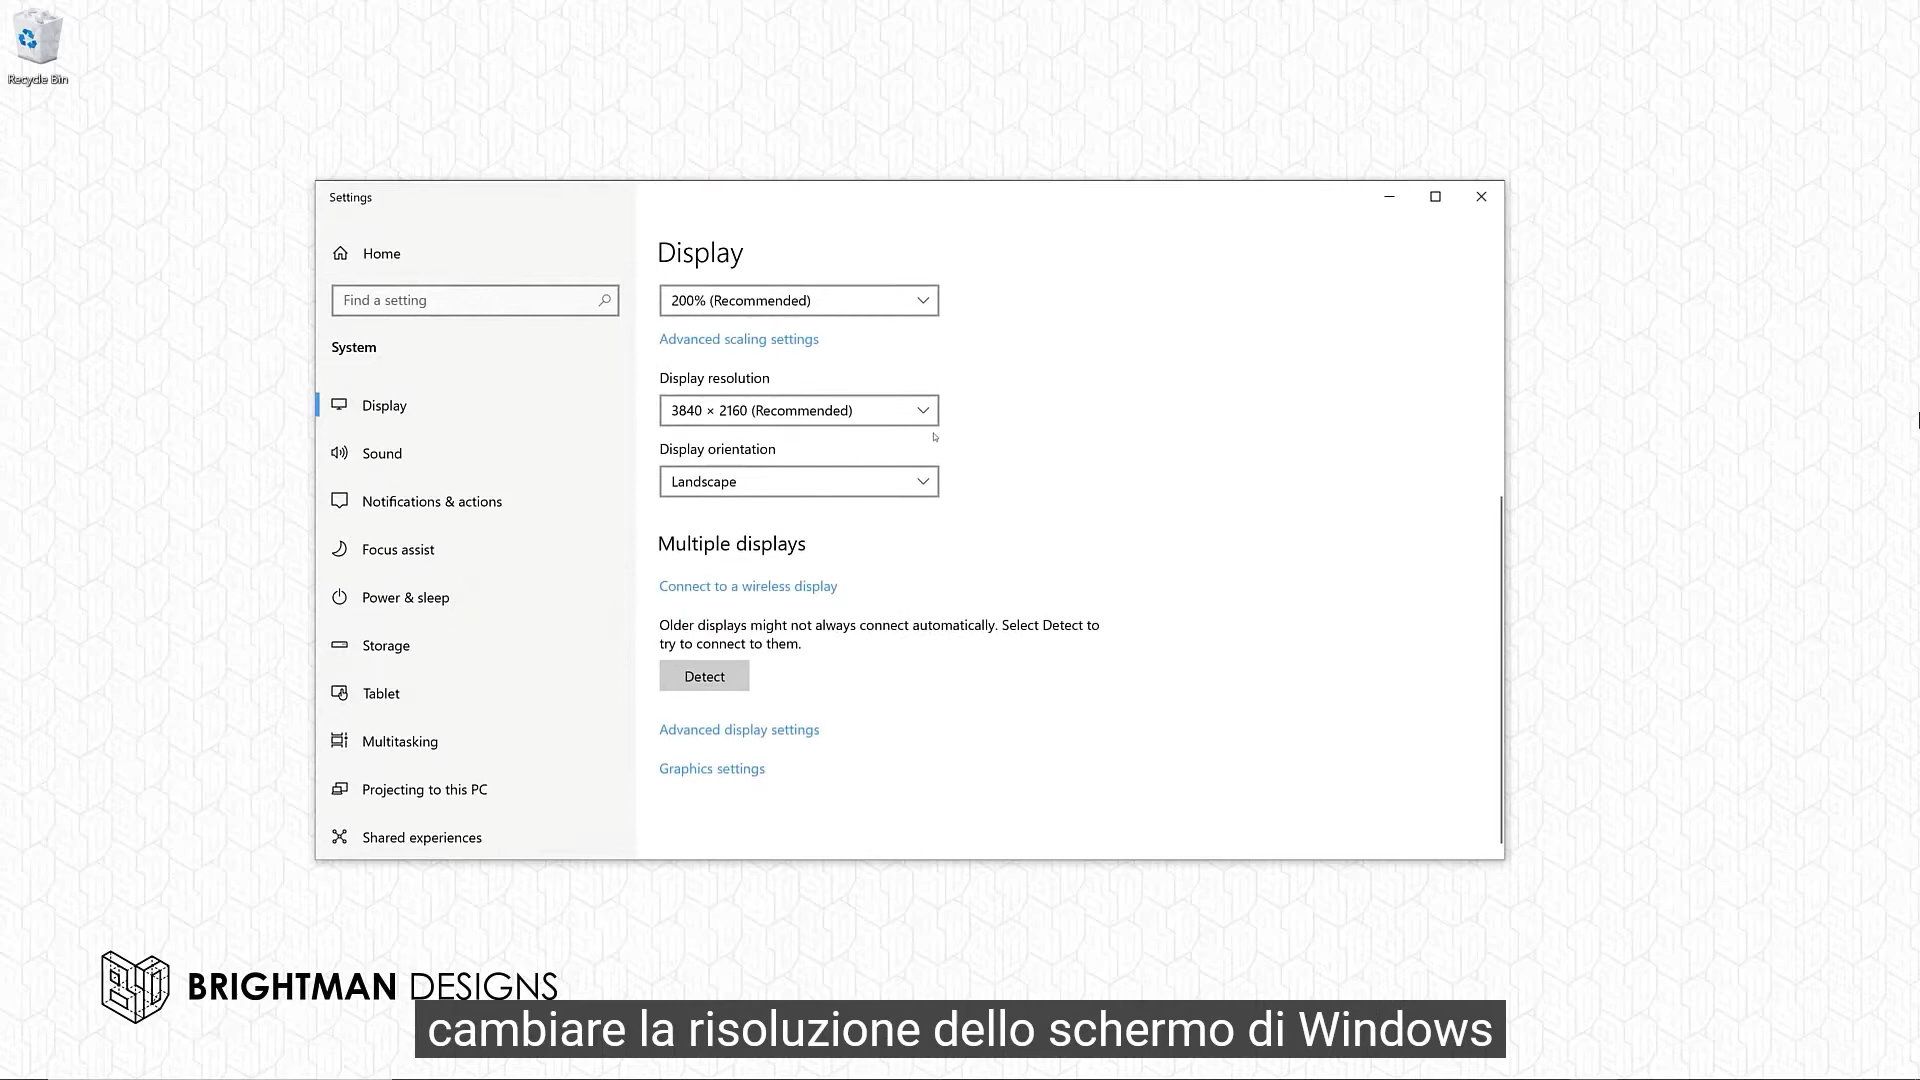 Recycle Bin
Settings
Home
Find a setting
System
Display
Sound
Notifications & actions
Focus assist
Power & sleep
Storage
Tablet
Multitasking
Projecting to this PC
Shared experiences
Display
200% (Recommended)
Advanced scaling settings
Display resolution
3840 × 2160 (Recommended)
Display orientation
Landscape
Multiple displays
Connect to a wireless display
Older displays might not always connect automatically. Select Detect to
try to connect to them.
Detect
Advanced display settings
Graphics settings
BRIGHTMAN DESIGNS
cambiare la risoluzione dello schermo di Windows